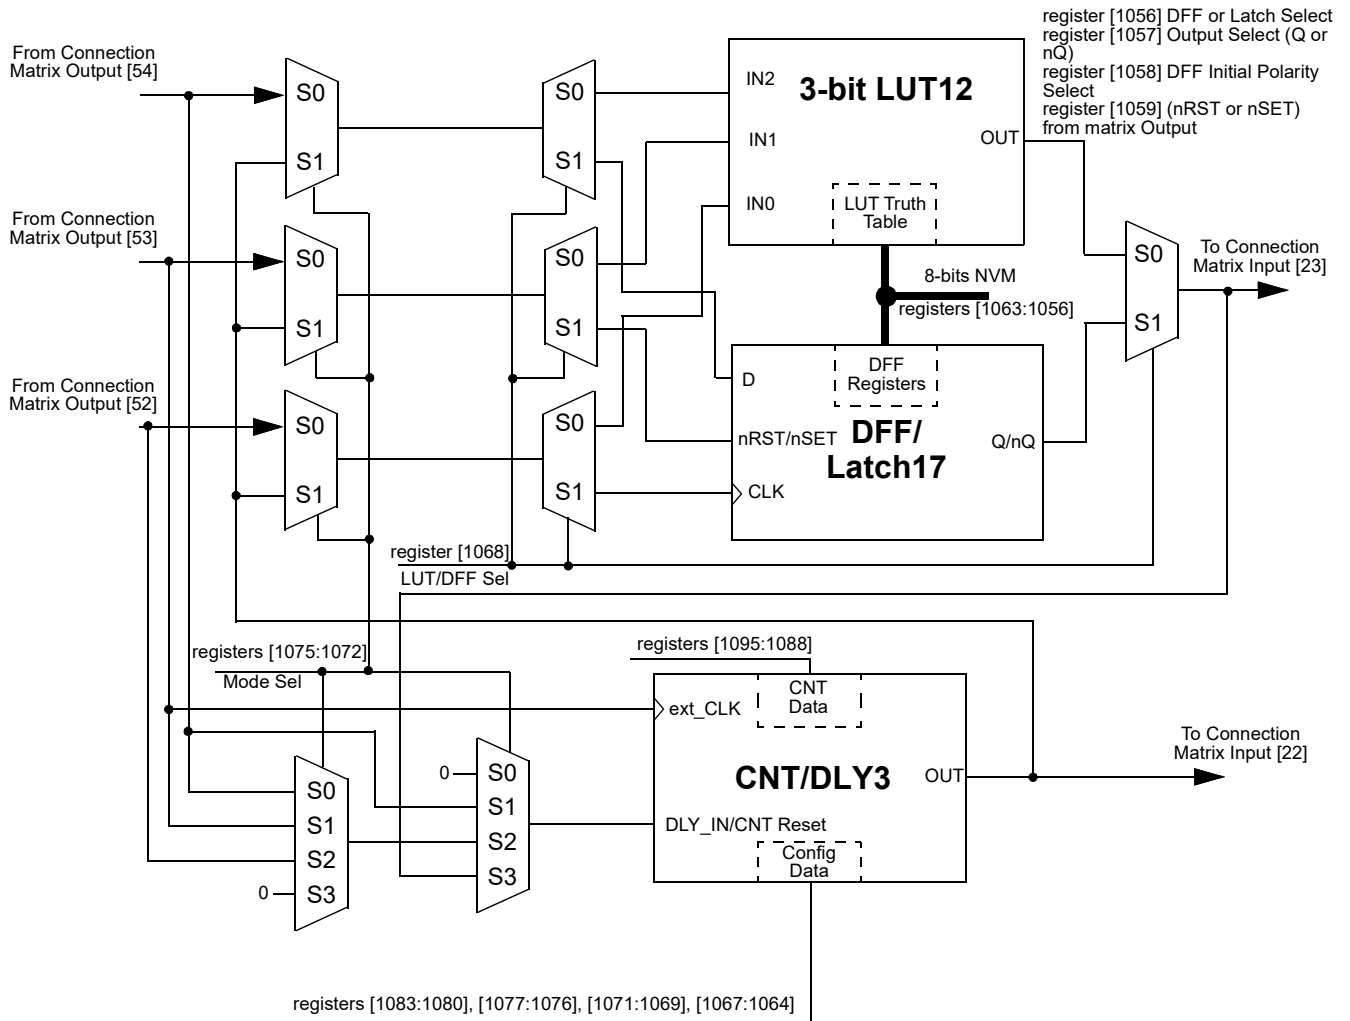 register [1056] DFF or Latch Select
register [1057] Output Select (Q or
nQ)
register [1058] DFF Initial Polarity
Select
register [1059] (nRST or nSET)
from matrix Output
From Connection
Matrix Output [54]
S0
S1
S0
S1
IN2
3-bit LUT12
IN1
OUT
IN0
LUT Truth
Table
From Connection
Matrix Output [53]
S0
S1
S0
S1
8-bits NVM
registers [1063:1056]
S0
S1
To Connection
Matrix Input [23]
From Connection
Matrix Output [52]
S0
S1
S0
S1
DFF
Registers
D
nRST/nSET
DFF/
Latch17
Q/nQ
CLK
register [1068]
LUT/DFF Sel
registers [1075:1072]
Mode Sel
registers [1095:1088]
CNT
Data
ext_CLK
CNT/DLY3
OUT
To Connection
Matrix Input [22]
DLY_IN/CNT Reset
Config
Data
0
S0
S1
S2
S3
S0
S1
S2
0
S3
registers [1083:1080], [1077:1076], [1071:1069], [1067:1064]